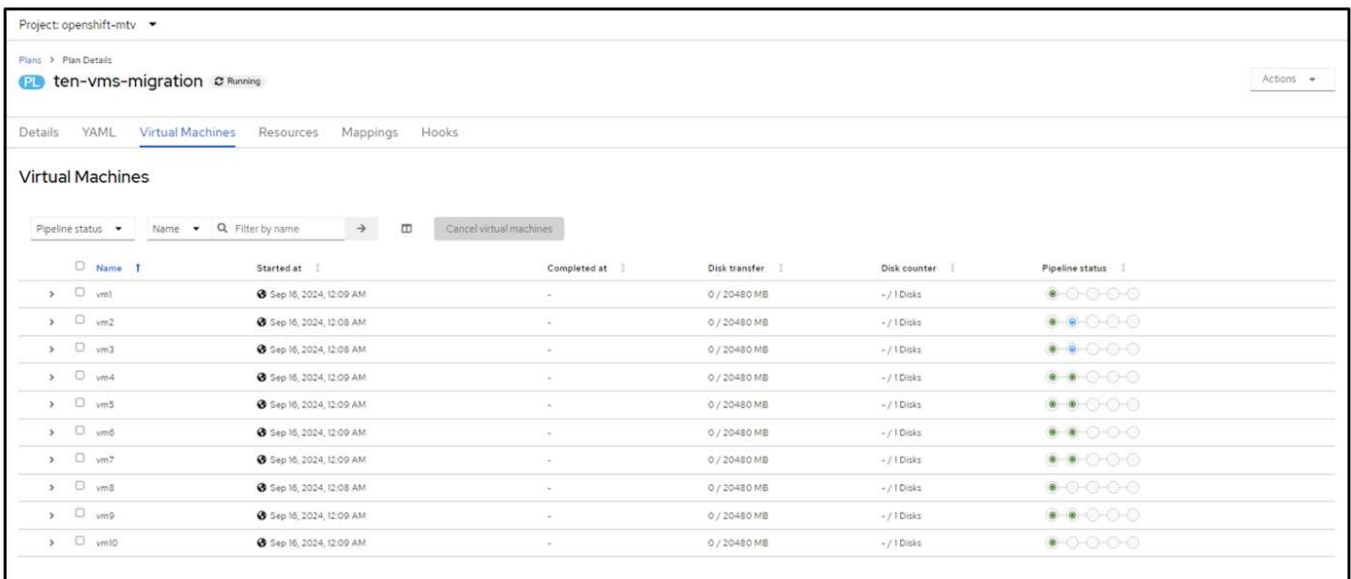 Project: openshift-mtv
Plans > Plan Details
PL ten-vms-migration Running
Actions
Details YAML Virtual Machines Resources Mappings Hooks
Virtual Machines
Pipeline status Name Filter by name Cancel virtual machines
Name Started at Completed at Disk transfer Disk counter Pipeline status
vm1 Sep 16, 2024, 12:09 AM - 0 / 20480 MB - / 1 Disks
vm2 Sep 16, 2024, 12:08 AM - 0 / 20480 MB - / 1 Disks
vm3 Sep 16, 2024, 12:08 AM - 0 / 20480 MB - / 1 Disks
vm4 Sep 16, 2024, 12:09 AM - 0 / 20480 MB - / 1 Disks
vm5 Sep 16, 2024, 12:09 AM - 0 / 20480 MB - / 1 Disks
vm6 Sep 16, 2024, 12:09 AM - 0 / 20480 MB - / 1 Disks
vm7 Sep 16, 2024, 12:09 AM - 0 / 20480 MB - / 1 Disks
vm8 Sep 16, 2024, 12:08 AM - 0 / 20480 MB - / 1 Disks
vm9 Sep 16, 2024, 12:09 AM - 0 / 20480 MB - / 1 Disks
vm10 Sep 16, 2024, 12:09 AM - 0 / 20480 MB - / 1 Disks